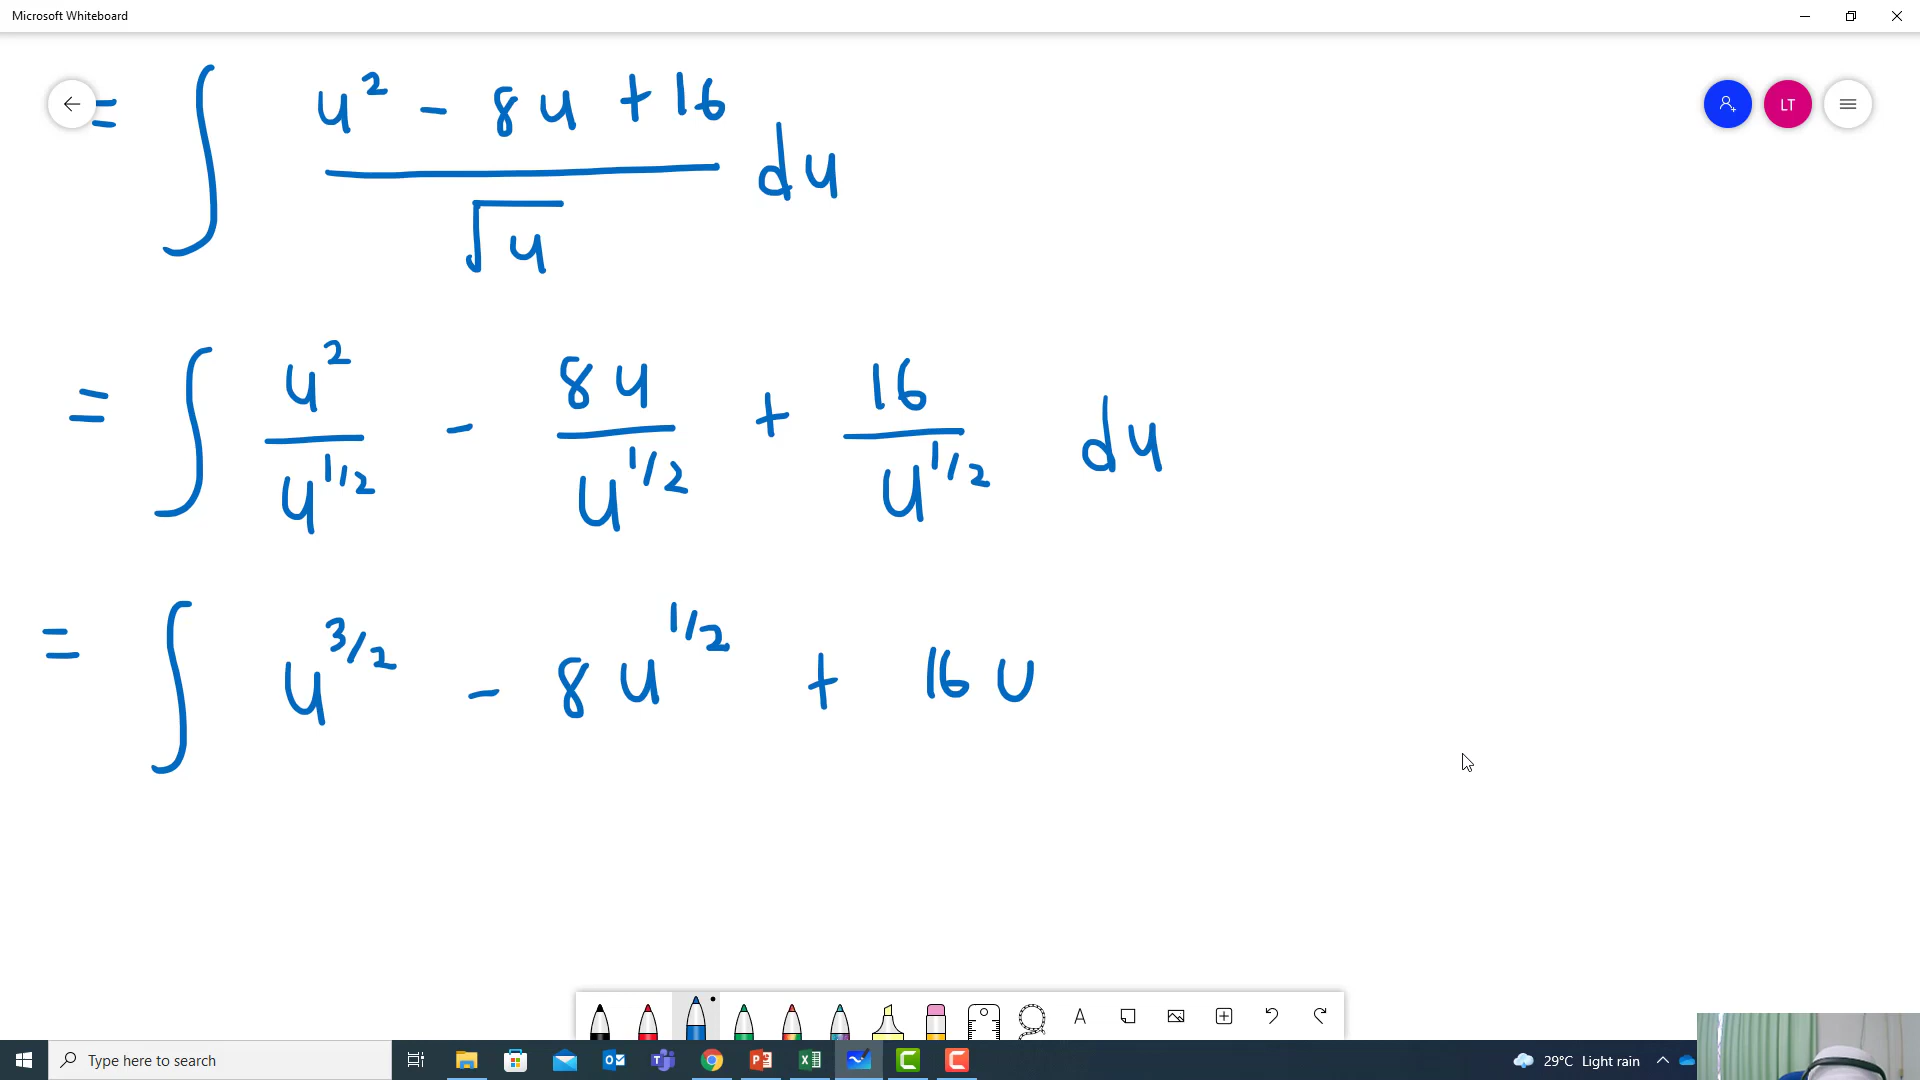 Microsoft Whiteboard
= ∫ (u² - 8u + 16)/√u du
LT
= ∫ u²/u^1/2 - 8u/u^1/2 + 16/u^1/2 du
= ∫ u^3/2 - 8u^1/2 + 16u
A
Type here to search
29°C Light rain